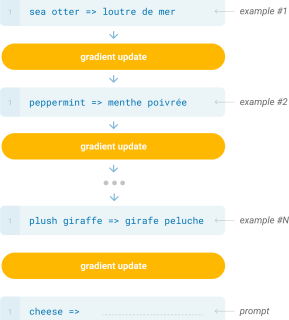 1 sea otter => loutre de mer example #1
gradient update
1 peppermint => menthe poivrée example #2
gradient update
1 plush giraffe => girafe peluche example #N
gradient update
1 cheese => prompt